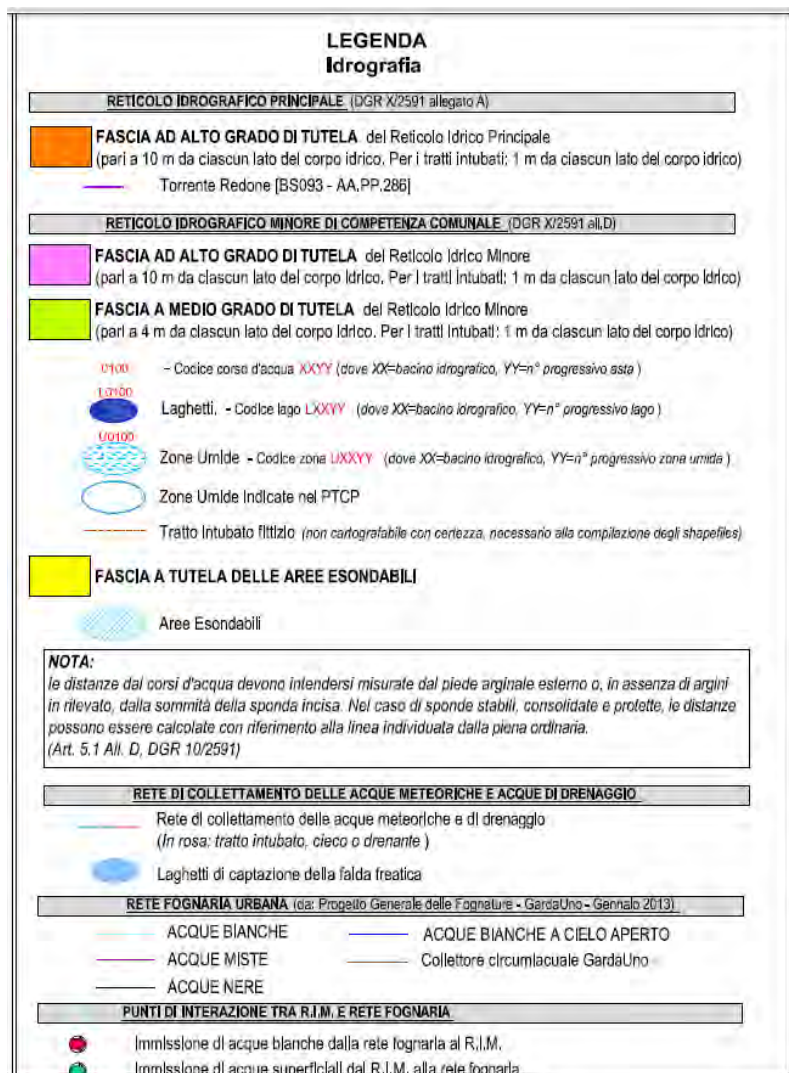 LEGENDA
Idrografia
RETICOLO IDROGRAFICO PRINCIPALE (DGR X/2591 allegato A)
FASCIA AD ALTO GRADO DI TUTELA del Reticolo Idrico Principale
(pari a 10 m da ciascun lato del corpo idrico. Per i tratti intubati: 1 m da ciascun lato del corpo idrico)
Torrente Redone [BS093 - AA.PP.286]
RETICOLO IDROGRAFICO MINORE DI COMPETENZA COMUNALE (DGR X/2591 all.D)
FASCIA AD ALTO GRADO DI TUTELA del Reticolo Idrico Minore
(pari a 10 m da ciascun lato del corpo idrico. Per i tratti intubati: 1 m da ciascun lato del corpo idrico)
FASCIA A MEDIO GRADO DI TUTELA del Reticolo Idrico Minore
(pari a 4 m da ciascun lato del corpo idrico. Per i tratti intubati: 1 m da ciascun lato del corpo idrico)
0100 - Codice corso d'acqua XXYY (dove XX=bacino idrografico, YY=n° progressivo asta )
L0100
Laghetti. - Codice lago LXXYY (dove XX=bacino idrografico, YY=n° progressivo lago )
U0100
Zone Umide - Codice zona UXXYY (dove XX=bacino idrografico, YY=n° progressivo zona umida )
Zone Umide indicate nel PTCP
Tratto intubato fittizio (non cartografabile con certezza, necessario alla compilazione degli shapefiles)
FASCIA A TUTELA DELLE AREE ESONDABILI
Aree Esondabili
NOTA:
le distanze dai corsi d'acqua devono intendersi misurate dal piede arginale esterno o, in assenza di argini
in rilevato, dalla sommità della sponda incisa. Nel caso di sponde stabili, consolidate e protette, le distanze
possono essere calcolate con riferimento alla linea individuata dalla piena ordinaria.
(Art. 5.1 All. D, DGR 10/2591)
RETE DI COLLETTAMENTO DELLE ACQUE METEORICHE E ACQUE DI DRENAGGIO
Rete di collettamento delle acque meteoriche e di drenaggio
(In rosa: tratto intubato, cieco o drenante )
Laghetti di captazione della falda freatica
RETE FOGNARIA URBANA (da: Progetto Generale delle Fognature - GardaUno - Gennaio 2013)
ACQUE BIANCHE ACQUE BIANCHE A CIELO APERTO
ACQUE MISTE Collettore circumlacuale GardaUno
ACQUE NERE
PUNTI DI INTERAZIONE TRA R.I.M. E RETE FOGNARIA
Immissione di acque bianche dalla rete fognaria al R.I.M.
Immissione di acque superficiali dal R.I.M. alla rete fognaria